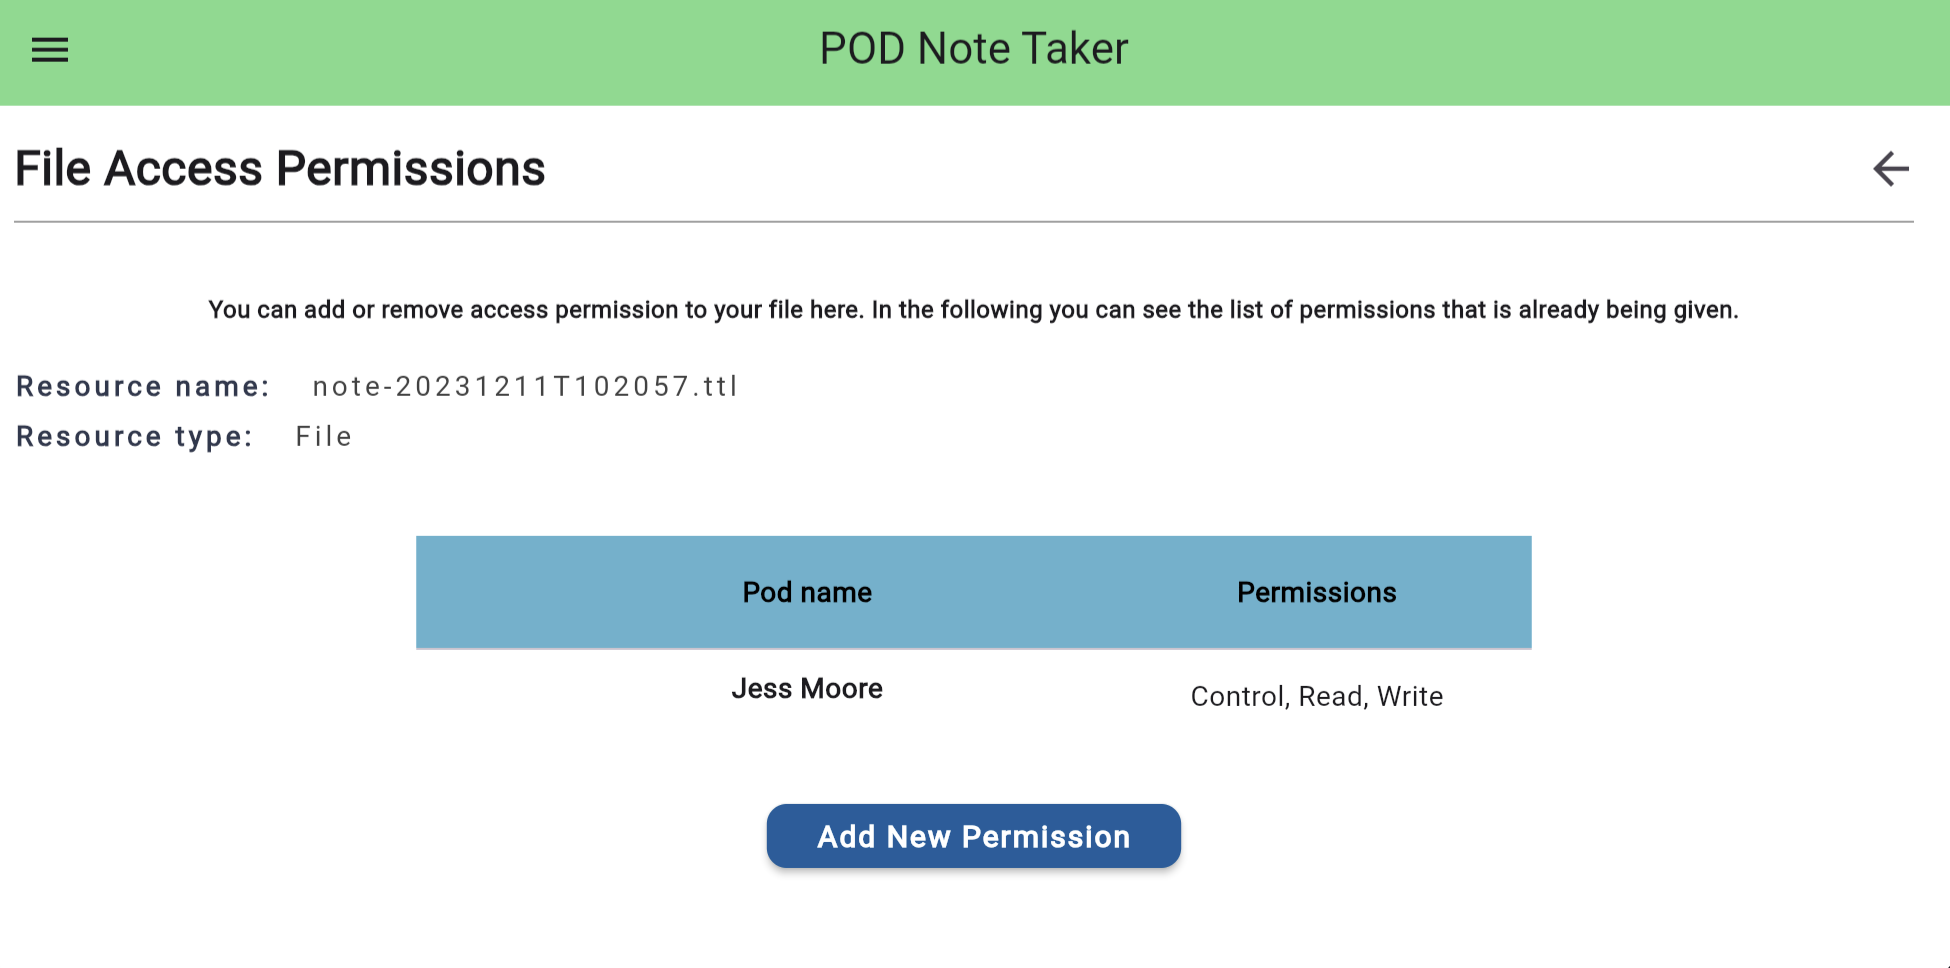 POD Note Taker
File Access Permissions
You can add or remove access permission to your file here. In the following you can see the list of permissions that is already being given.
Resource name: note-20231211T102057.ttl
Resource type: File
Pod name Permissions
Jess Moore Control, Read, Write
Add New Permission